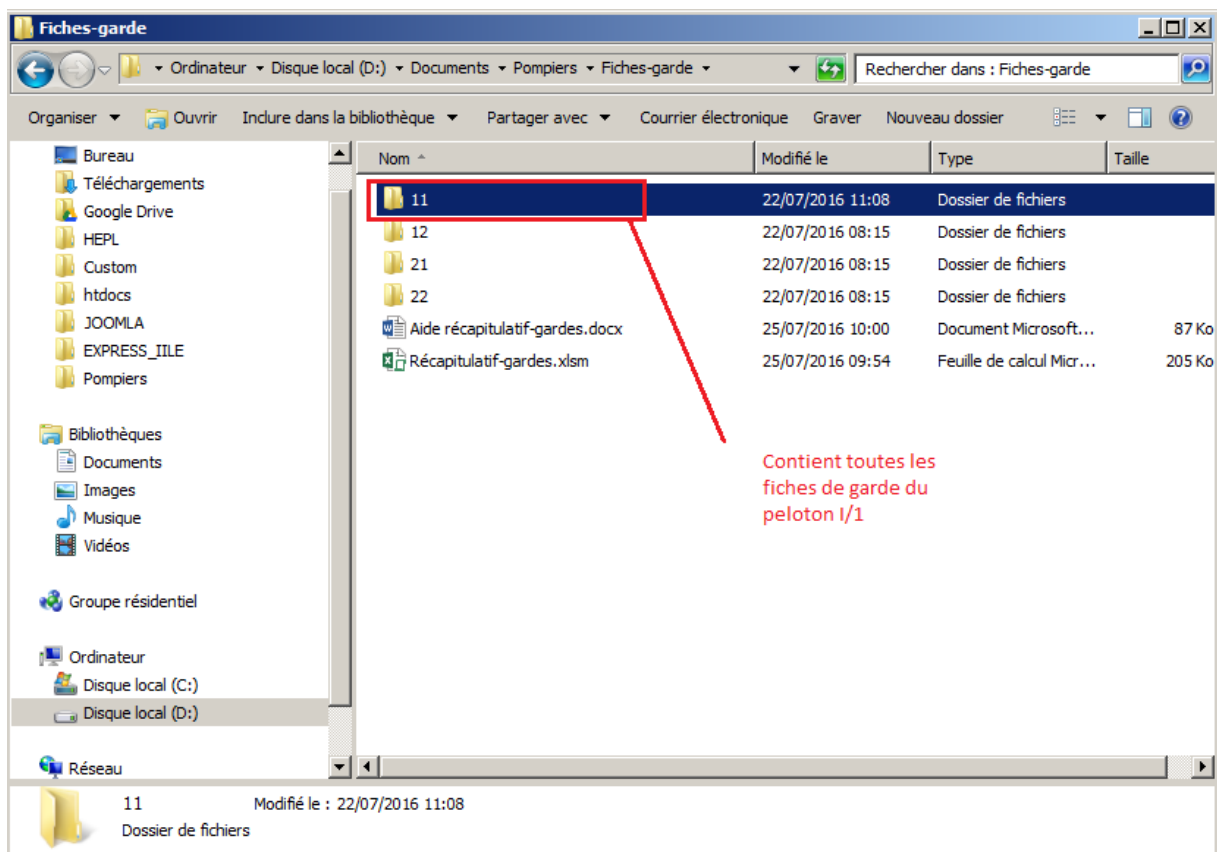 Fiches-garde
Ordinateur Disque local (D:) Documents Pompiers Fiches-garde Rechercher dans : Fiches-garde
Organiser Ouvrir Inclure dans la bibliothèque Partager avec Courrier électronique Graver Nouveau dossier
Bureau
Téléchargements
Google Drive
HEPL
Custom
htdocs
JOOMLA
EXPRESS_IILE
Pompiers
Bibliothèques
Documents
Images
Musique
Vidéos
Groupe résidentiel
Ordinateur
Disque local (C:)
Disque local (D:)
Réseau
Nom Modifié le Type Taille
11 22/07/2016 11:08 Dossier de fichiers
12 22/07/2016 08:15 Dossier de fichiers
21 22/07/2016 08:15 Dossier de fichiers
22 22/07/2016 08:15 Dossier de fichiers
Aide récapitulatif-gardes.docx 25/07/2016 10:00 Document Microsoft... 87 Ko
Récapitulatif-gardes.xlsm 25/07/2016 09:54 Feuille de calcul Micr... 205 Ko
Contient toutes les
fiches de garde du
peloton I/1
11 Modifié le : 22/07/2016 11:08
Dossier de fichiers